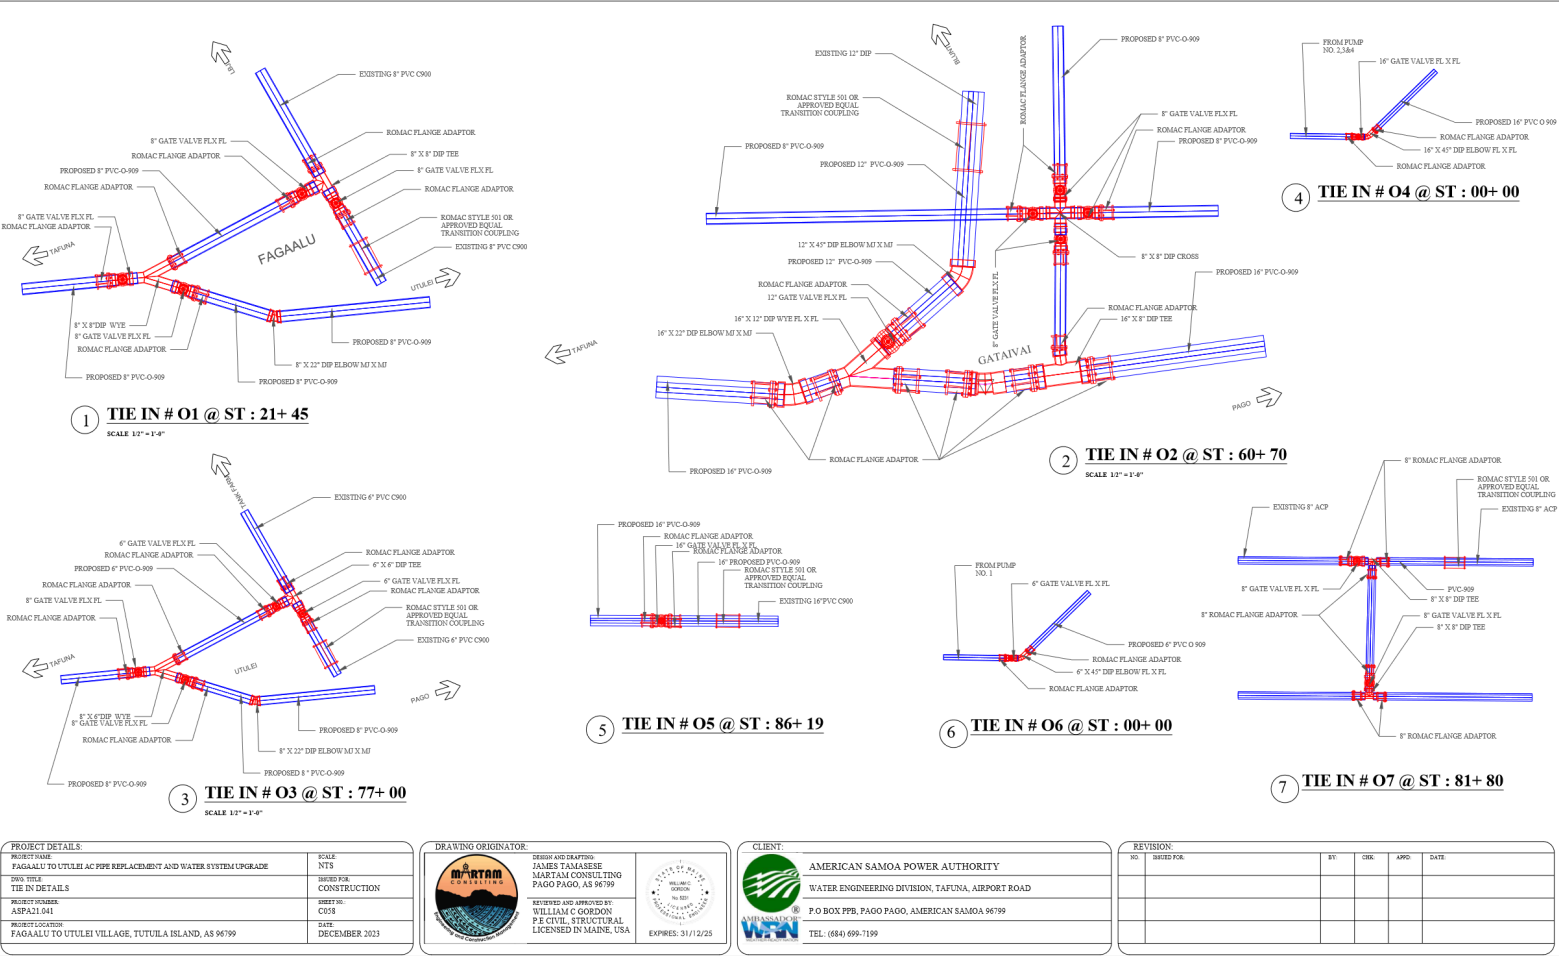 LBJ
EXISTING 8" PVC C900
ROMAC FLANGE ADAPTOR
8" GATE VALVE FLX FL
ROMAC FLANGE ADAPTOR
8" X 8" DIP TEE
8" GATE VALVE FLX FL
PROPOSED 8" PVC-O-909
ROMAC FLANGE ADAPTOR
ROMAC FLANGE ADAPTOR
8" GATE VALVE FLX FL
ROMAC FLANGE ADAPTOR
ROMAC STYLE 501 OR
APPROVED EQUAL
TRANSITION COUPLING
EXISTING 8" PVC C900
TAFUNA
FAGAALU
UTULEI
8" X 8"DIP WYE
8" GATE VALVE FLX FL
ROMAC FLANGE ADAPTOR
PROPOSED 8" PVC-O-909
8" X 22" DIP ELBOW MJ X MJ
PROPOSED 8" PVC-O-909
PROPOSED 8" PVC-O-909
1
TIE IN # O1 @ ST : 21+ 45
SCALE 1/2" = 1'-0"
BLUNTS
EXISTING 12" DIP
ROMAC STYLE 501 OR
APPROVED EQUAL
TRANSITION COUPLING
ROMAC FLANGE ADAPTOR
PROPOSED 8" PVC-O-909
PROPOSED 8" PVC-O-909
PROPOSED 12" PVC-O-909
8" GATE VALVE FLX FL
ROMAC FLANGE ADAPTOR
PROPOSED 8" PVC-O-909
12" X 45" DIP ELBOW MJ X MJ
PROPOSED 12" PVC-O-909
8" X 8" DIP CROSS
PROPOSED 16" PVC-O-909
ROMAC FLANGE ADAPTOR
12" GATE VALVE FLX FL
8" GATE VALVE FLX FL
ROMAC FLANGE ADAPTOR
16" X 8" DIP TEE
16" X 12" DIP WYE FL X FL
16" X 22" DIP ELBOW MJ X MJ
TAFUNA
GATAIVAI
PAGO
ROMAC FLANGE ADAPTOR
PROPOSED 16" PVC-O-909
2
TIE IN # O2 @ ST : 60+ 70
SCALE 1/2" = 1'-0"
FROM PUMP
NO. 2,3&4
16" GATE VALVE FL X FL
PROPOSED 16" PVC O 909
ROMAC FLANGE ADAPTOR
16" X 45" DIP ELBOW FL X FL
ROMAC FLANGE ADAPTOR
4
TIE IN # O4 @ ST : 00+ 00
TANK FARM
EXISTING 6" PVC C900
6" GATE VALVE FLX FL
ROMAC FLANGE ADAPTOR
PROPOSED 6" PVC-O-909
ROMAC FLANGE ADAPTOR
8" GATE VALVE FLX FL
ROMAC FLANGE ADAPTOR
ROMAC FLANGE ADAPTOR
6" X 6" DIP TEE
6" GATE VALVE FLX FL
ROMAC FLANGE ADAPTOR
ROMAC STYLE 501 OR
APPROVED EQUAL
TRANSITION COUPLING
EXISTING 6" PVC C900
TAFUNA
UTULEI
PAGO
8" X 6"DIP WYE
8" GATE VALVE FLX FL
ROMAC FLANGE ADAPTOR
PROPOSED 8" PVC-O-909
8" X 22" DIP ELBOW MJ X MJ
PROPOSED 8 " PVC-O-909
PROPOSED 8" PVC-O-909
3
TIE IN # O3 @ ST : 77+ 00
SCALE 1/2" = 1'-0"
PROPOSED 16" PVC-O-909
ROMAC FLANGE ADAPTOR
16" GATE VALVE FL X FL
ROMAC FLANGE ADAPTOR
16" PROPOSED PVC-O-909
ROMAC STYLE 501 OR
APPROVED EQUAL
TRANSITION COUPLING
EXISTING 16"PVC C900
5
TIE IN # O5 @ ST : 86+ 19
FROM PUMP
NO. 1
6" GATE VALVE FL X FL
PROPOSED 6" PVC O 909
ROMAC FLANGE ADAPTOR
6" X 45" DIP ELBOW FL X FL
ROMAC FLANGE ADAPTOR
6
TIE IN # O6 @ ST : 00+ 00
8" ROMAC FLANGE ADAPTOR
ROMAC STYLE 501 OR
APPROVED EQUAL
TRANSITION COUPLING
EXISTING 8" ACP
EXISTING 8" ACP
8" GATE VALVE FL X FL
PVC-909
8" X 8" DIP TEE
8" ROMAC FLANGE ADAPTOR
8" GATE VALVE FL X FL
8" X 8" DIP TEE
8" ROMAC FLANGE ADAPTOR
7
TIE IN # O7 @ ST : 81+ 80
PROJECT DETAILS:
PROJECT NAME:
FAGAALU TO UTULEI AC PIPE REPLACEMENT AND WATER SYSTEM UPGRADE
SCALE:
NTS
DWG. TITLE:
TIE IN DETAILS
ISSUED FOR:
CONSTRUCTION
PROJECT NUMBER:
ASPA21.041
SHEET NO.:
C058
PROJECT LOCATION:
FAGAALU TO UTULEI VILLAGE, TUTUILA ISLAND, AS 96799
DATE:
DECEMBER 2023
DRAWING ORIGINATOR:
MARTAM
CONSULTING
Engineering and Construction Management
DESIGN AND DRAFTING:
JAMES TAMASESE
MARTAM CONSULTING
PAGO PAGO, AS 96799
REVIEWED AND APPROVED BY:
WILLIAM C GORDON
P.E CIVIL, STRUCTURAL
LICENSED IN MAINE, USA
STATE OF MAINE
WILLIAM C.
GORDON
LICENSED
PROFESSIONAL ENGINEER
EXPIRES: 31/12/25
CLIENT:
AMBASSADOR
WRN
WEATHER-READY NATION
AMERICAN SAMOA POWER AUTHORITY
WATER ENGINEERING DIVISION, TAFUNA, AIRPORT ROAD
P.O BOX PPB, PAGO PAGO, AMERICAN SAMOA 96799
TEL: (684) 699-7199
REVISION:
NO.
ISSUED FOR:
BY:
CHK:
APPD:
DATE: